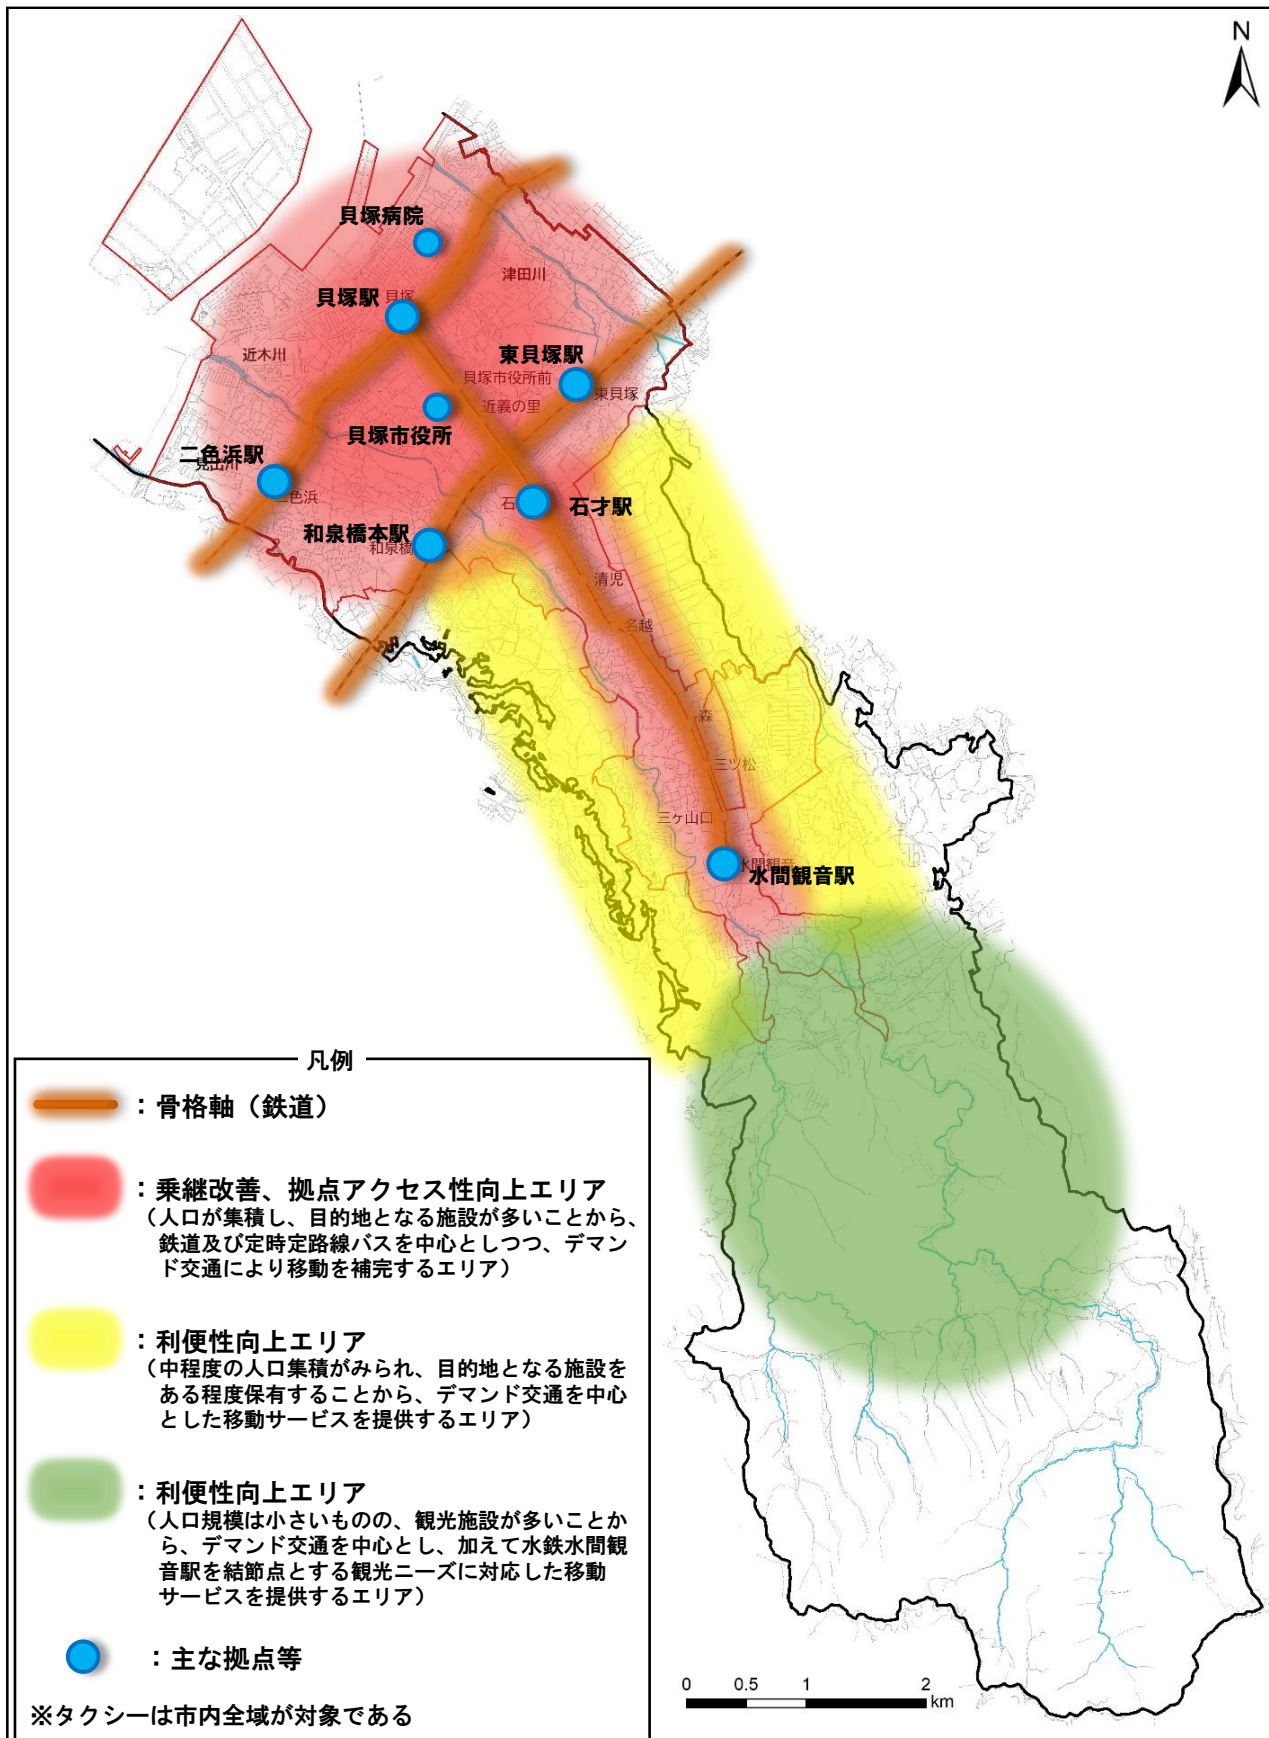 N
貝塚病院
津田川
貝塚駅
貝塚
近木川
東貝塚駅
貝塚市役所前
東貝塚
近義の里
貝塚市役所
二色浜駅
見出川
二色浜
石才駅
石
和泉橋本駅
和泉橋
清児
名越
森
三ツ松
三ヶ山口
水間観音
水間観音駅
凡例
：骨格軸（鉄道）
：乗継改善、拠点アクセス性向上エリア
（人口が集積し、目的地となる施設が多いことから、
鉄道及び定時定路線バスを中心としつつ、デマン
ド交通により移動を補完するエリア）
：利便性向上エリア
（中程度の人口集積がみられ、目的地となる施設を
ある程度保有することから、デマンド交通を中心
とした移動サービスを提供するエリア）
：利便性向上エリア
（人口規模は小さいものの、観光施設が多いことか
ら、デマンド交通を中心とし、加えて水鉄水間観
音駅を結節点とする観光ニーズに対応した移動
サービスを提供するエリア）
：主な拠点等
※タクシーは市内全域が対象である
0 0.5 1 2
km